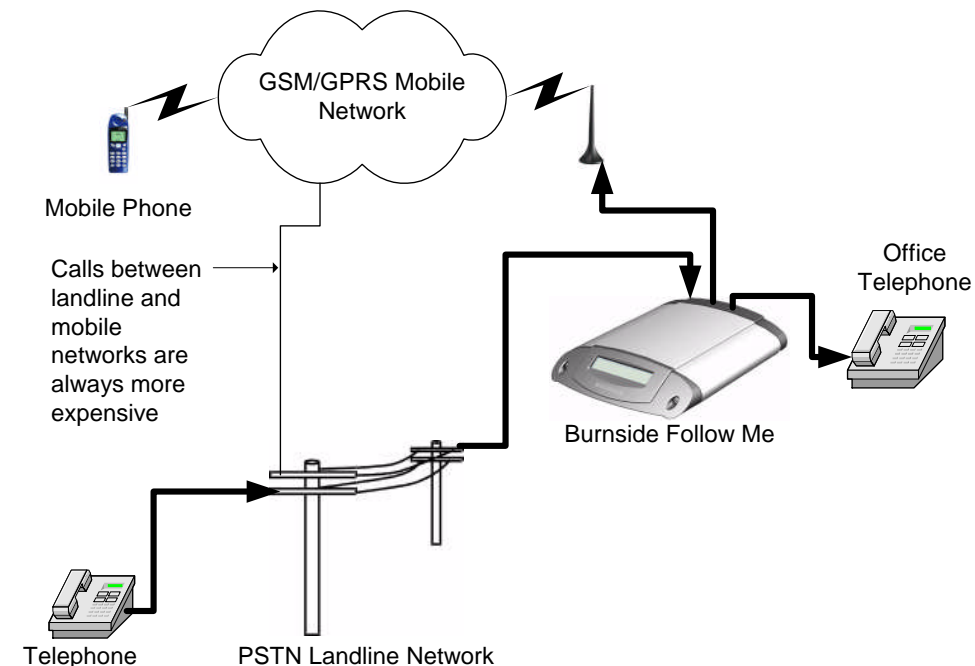 GSM/GPRS Mobile
Network
Mobile Phone
Calls between
landline and
mobile
networks are
always more
expensive
Office
Telephone
Burnside Follow Me
Telephone
PSTN Landline Network